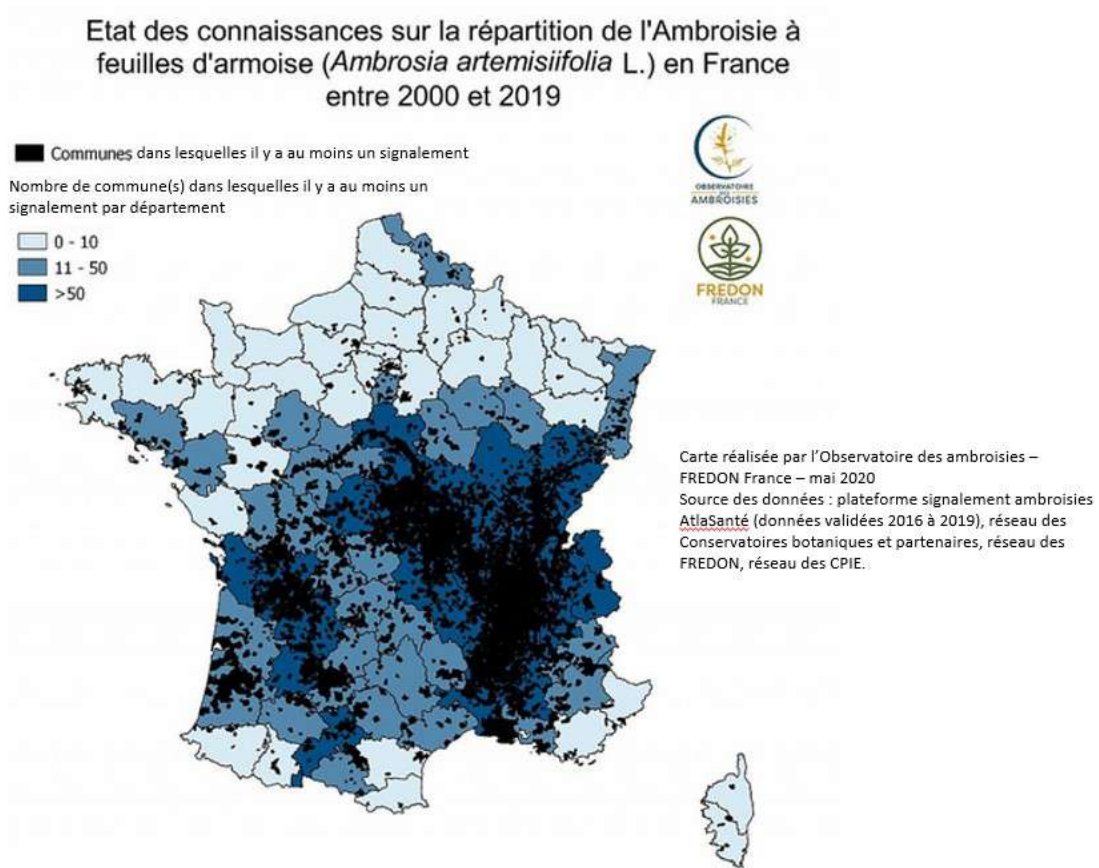 Etat des connaissances sur la répartition de l'Ambroisie à
feuilles d'armoise (Ambrosia artemisiifolia L.) en France
entre 2000 et 2019
Communes dans lesquelles il y a au moins un signalement
Nombre de commune(s) dans lesquelles il y a au moins un
signalement par département
0 - 10
11 - 50
>50
OBSERVATOIRE
DES
AMBROISIES
FREDON
FRANCE
Carte réalisée par l'Observatoire des ambroisies –
FREDON France – mai 2020
Source des données : plateforme signalement ambroisies
AtlaSanté (données validées 2016 à 2019), réseau des
Conservatoires botaniques et partenaires, réseau des
FREDON, réseau des CPIE.